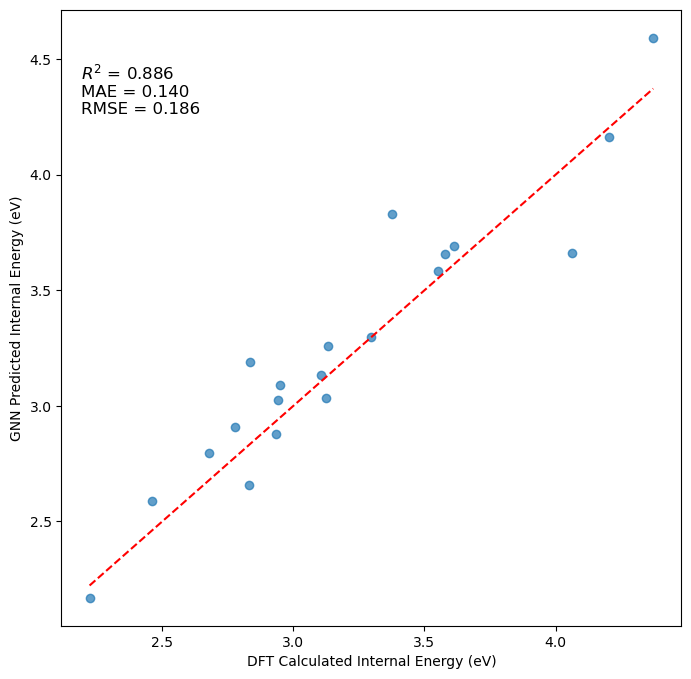 R² = 0.886
MAE = 0.140
RMSE = 0.186
GNN Predicted Internal Energy (eV)
4.5
4.0
3.5
3.0
2.5
2.5 3.0 3.5 4.0
DFT Calculated Internal Energy (eV)